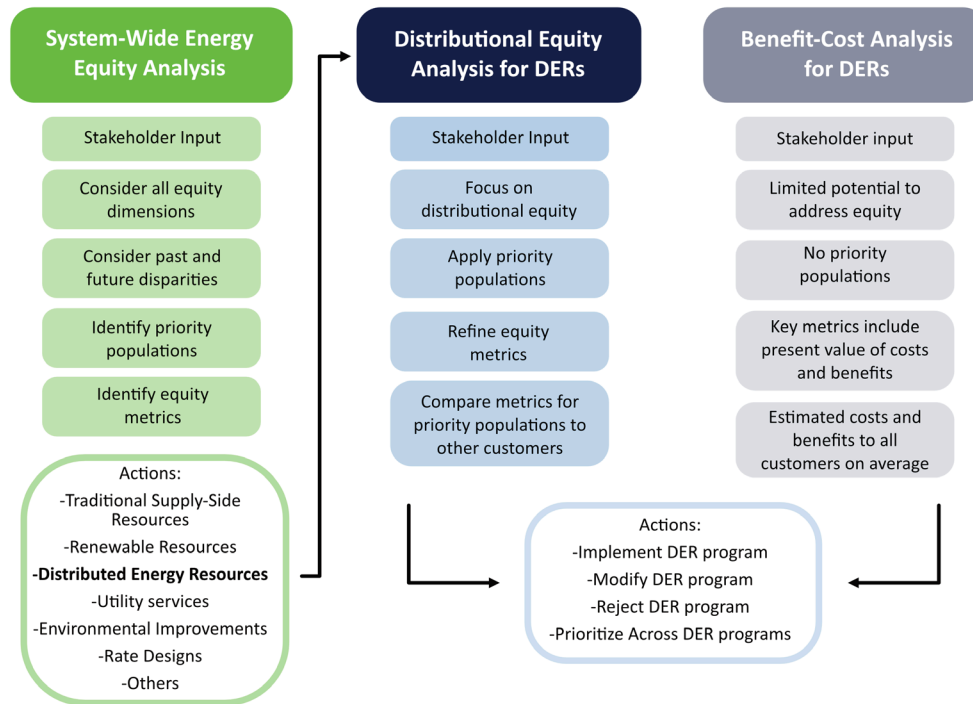 System-Wide Energy
Equity Analysis
Stakeholder Input
Consider all equity
dimensions
Consider past and
future disparities
Identify priority
populations
Identify equity
metrics
Actions:
-Traditional Supply-Side
Resources
-Renewable Resources
-Distributed Energy Resources
-Utility services
-Environmental Improvements
-Rate Designs
-Others
Distributional Equity
Analysis for DERs
Stakeholder Input
Focus on
distributional equity
Apply priority
populations
Refine equity
metrics
Compare metrics for
priority populations to
other customers
Benefit-Cost Analysis
for DERs
Stakeholder input
Limited potential to
address equity
No priority
populations
Key metrics include
present value of costs
and benefits
Estimated costs and
benefits to all
customers on average
Actions:
-Implement DER program
-Modify DER program
-Reject DER program
-Prioritize Across DER programs